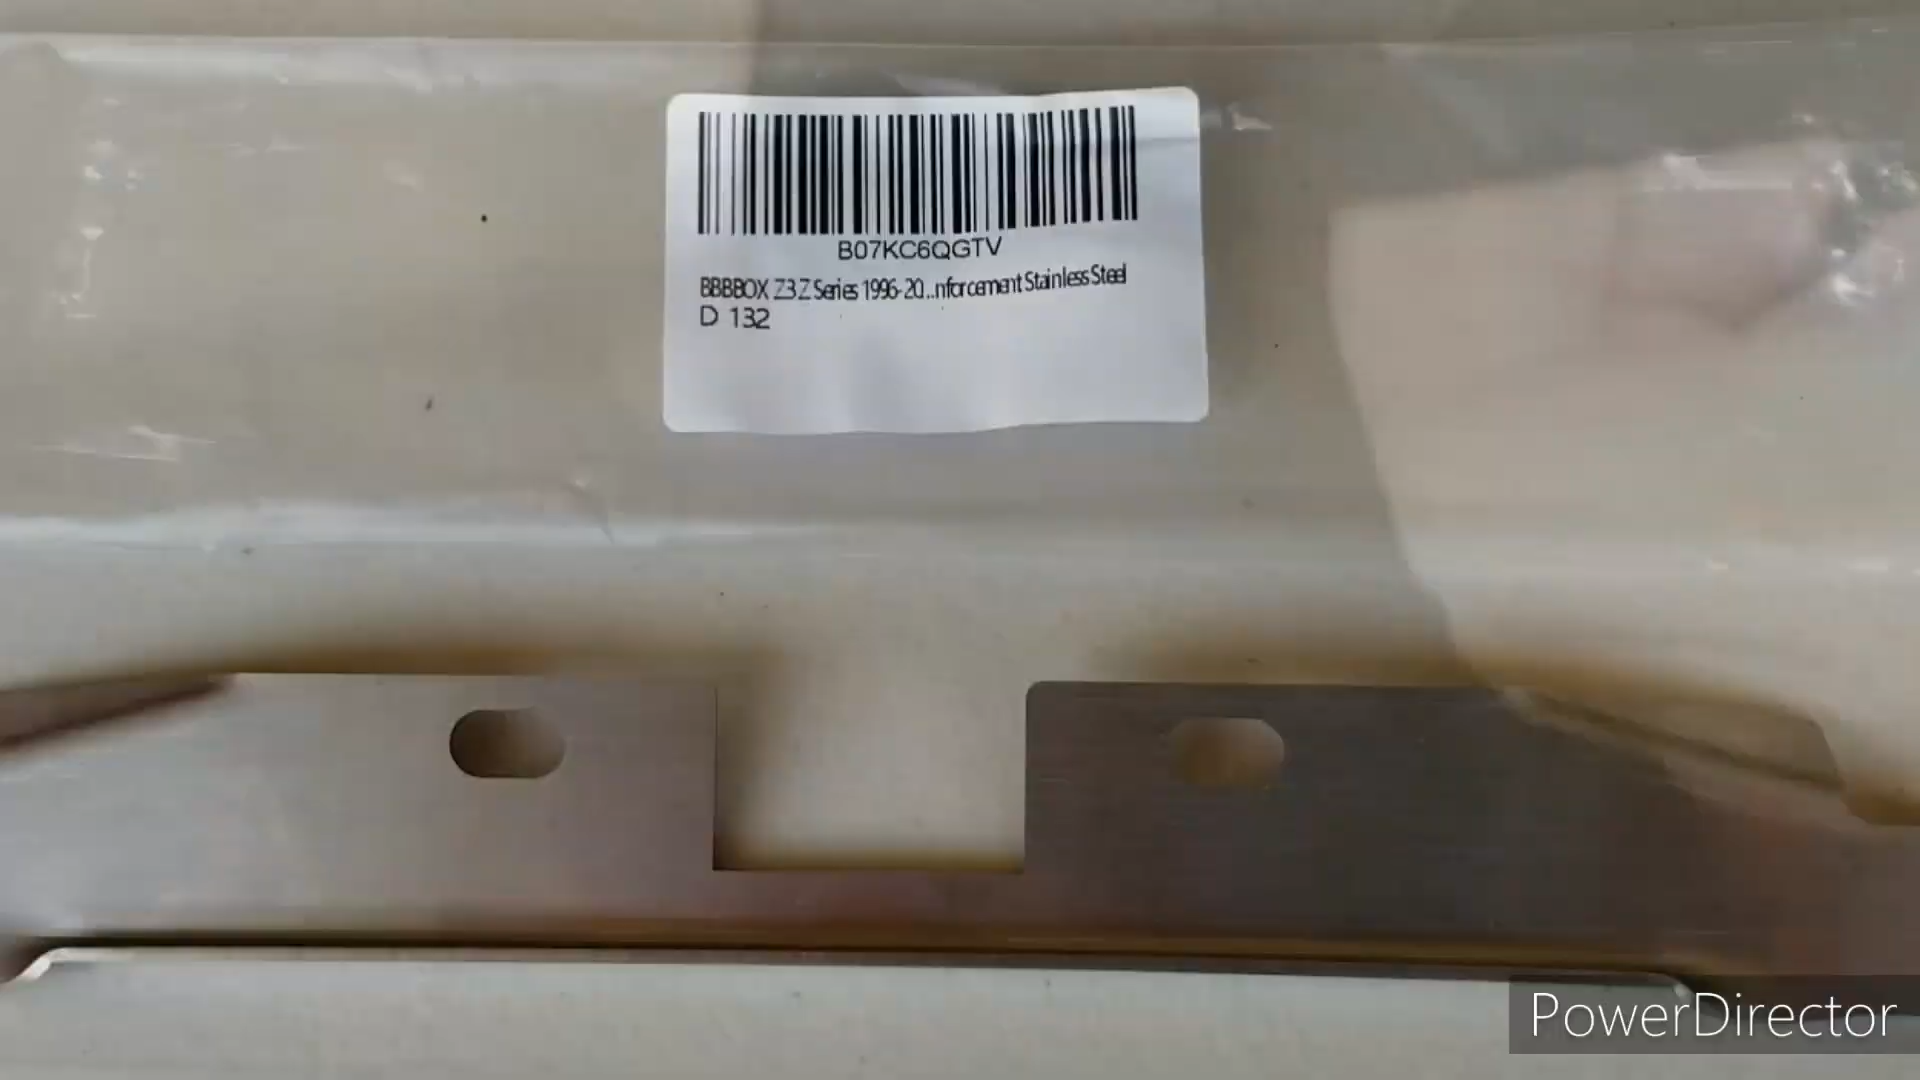 B07KC6QGTV
BBBBOX Z3 Z Series 1996-20...nforcement Stainless Steel
D 132
PowerDirector